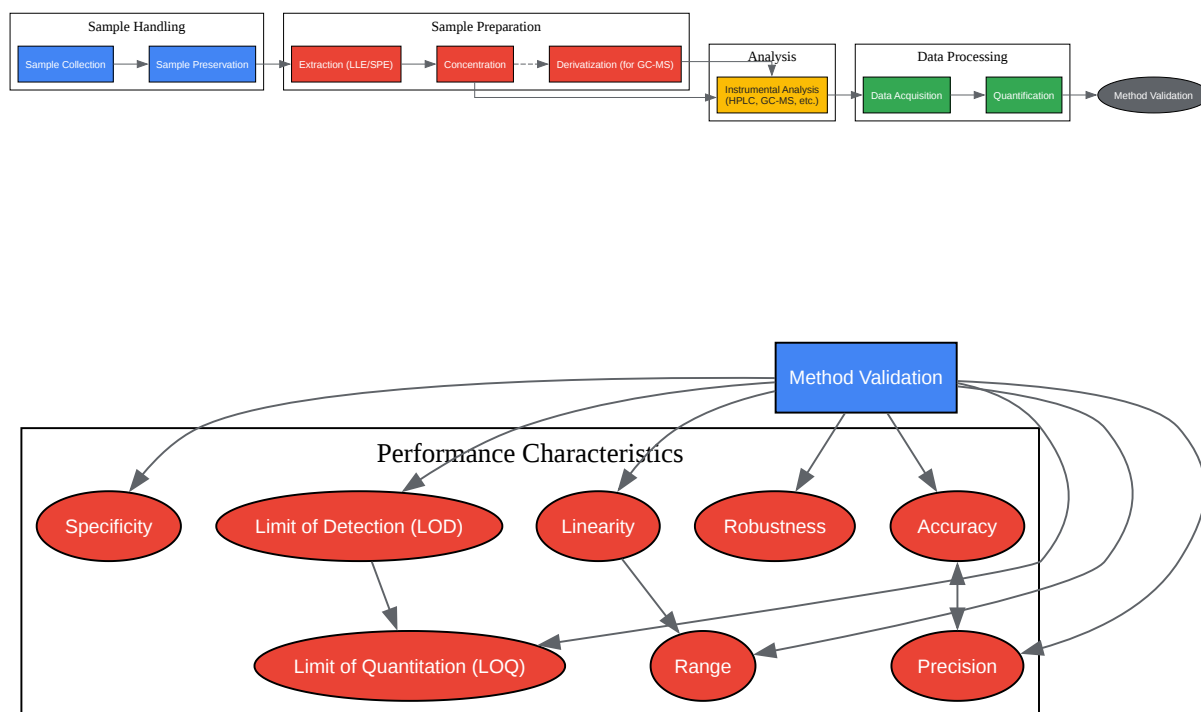 Sample Handling
Sample Preparation
Sample Collection
Sample Preservation
Extraction (LLE/SPE)
Concentration
Derivatization (for GC-MS)
Analysis
Data Processing
Instrumental Analysis
(HPLC, GC-MS, etc.)
Data Acquisition
Quantification
Method Validation
Method Validation
Performance Characteristics
Specificity
Limit of Detection (LOD)
Linearity
Robustness
Accuracy
Limit of Quantitation (LOQ)
Range
Precision